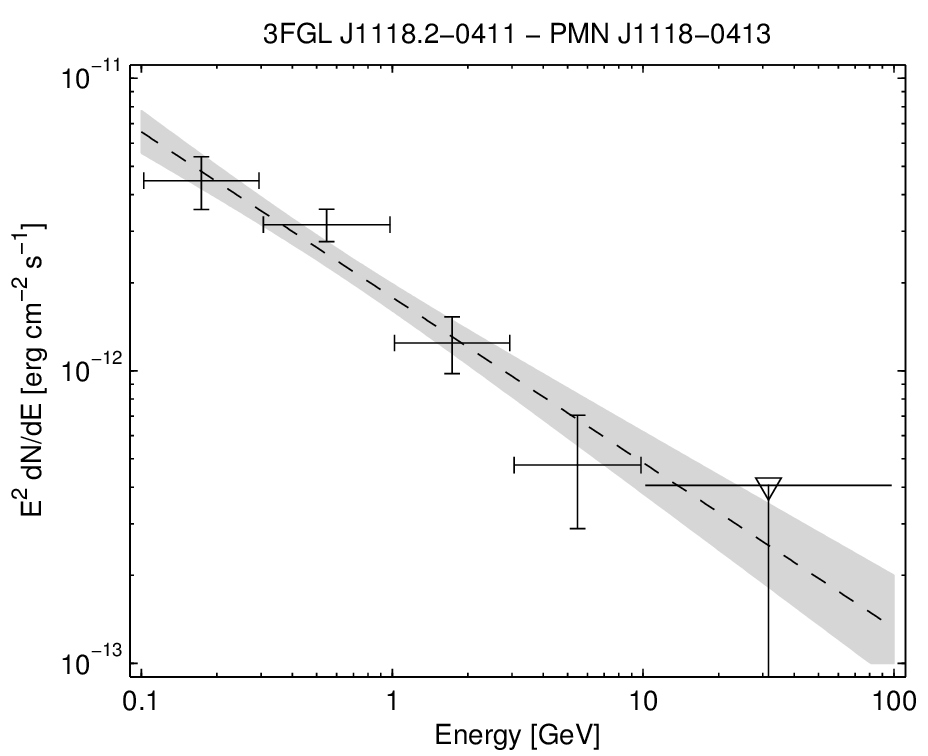 3FGL J1118.2−0411 − PMN J1118−0413
10⁻¹¹
10⁻¹²
10⁻¹³
E² dN/dE [erg cm⁻² s⁻¹]
0.1 1 10 100
Energy [GeV]